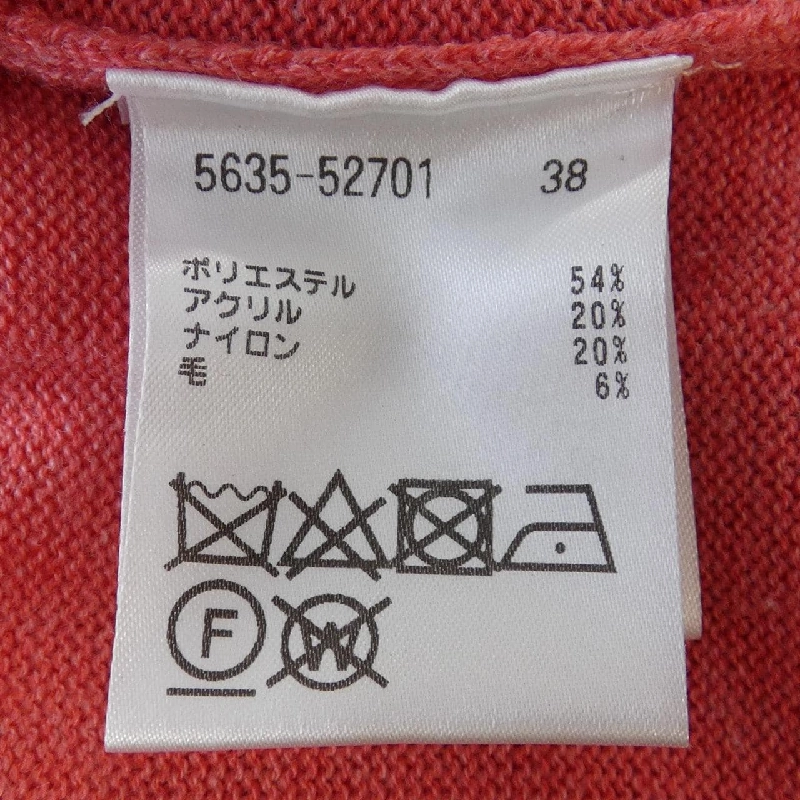 5635-52701 38
ポリエステル 54%
アクリル 20%
ナイロン 20%
毛 6%
F W